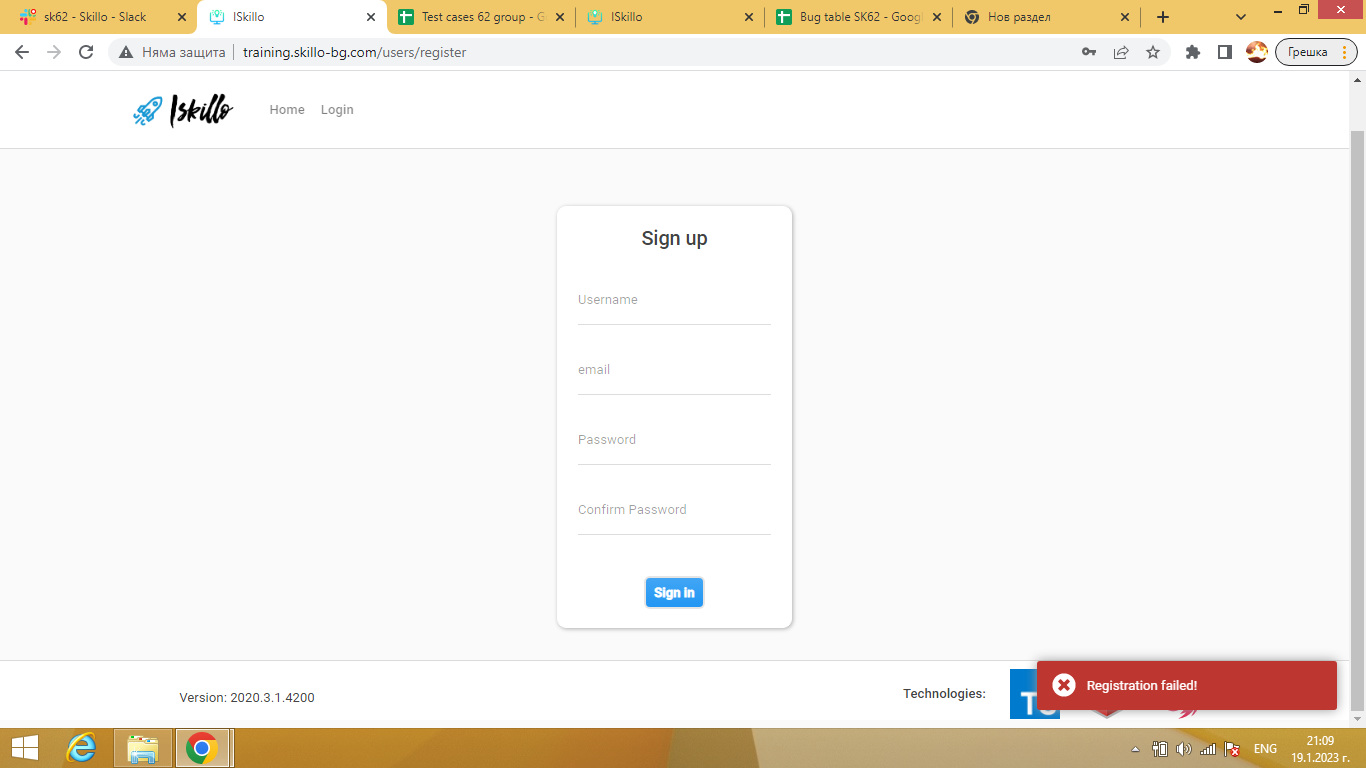 sk62 - Skillo - Slack
ISkillo
Test cases 62 group - G
ISkillo
Bug table SK62 - Goog
Нов раздел
Няма защита
training.skillo-bg.com/users/register
Грешка
Iskillo
Home
Login
Sign up
Username
email
Password
Confirm Password
Sign in
Version: 2020.3.1.4200
Technologies:
Registration failed!
ENG
21:09
19.1.2023 г.